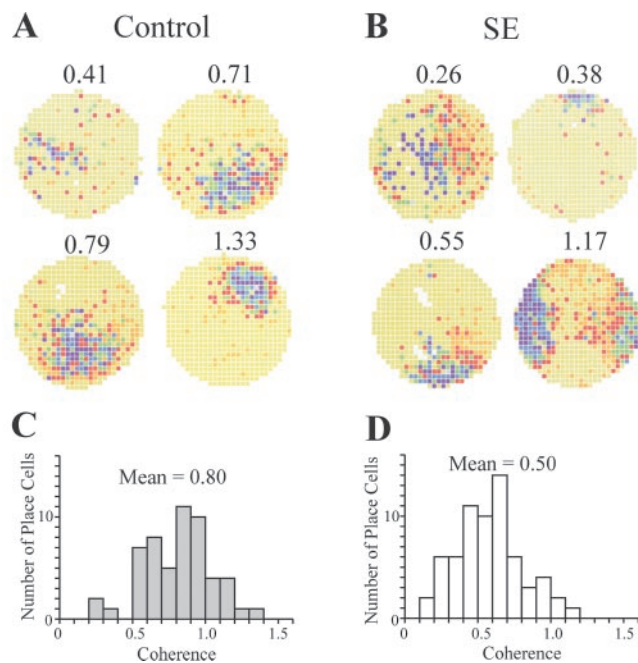 A Control
B SE
0.41 0.71
0.26 0.38
0.79 1.33
0.55 1.17
C
Mean = 0.80
Number of Place Cells
10
0
0 0.5 1.0 1.5
Coherence
D
Mean = 0.50
Number of Place Cells
10
0
0 0.5 1.0 1.5
Coherence